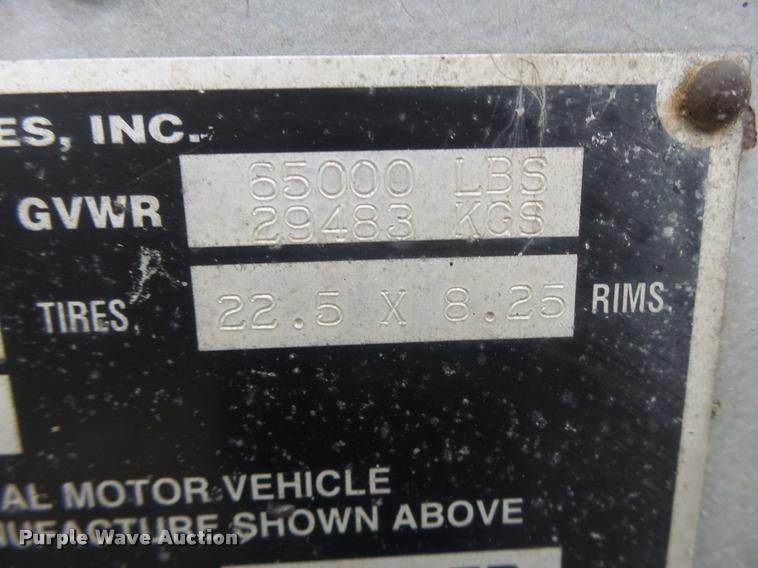 ES, INC.
GVWR 65000 LBS
29483 KGS
TIRES, 22.5 X 8.25 RIMS,
AL MOTOR VEHICLE
NUFACTURE SHOWN ABOVE
Purple Wave Auction